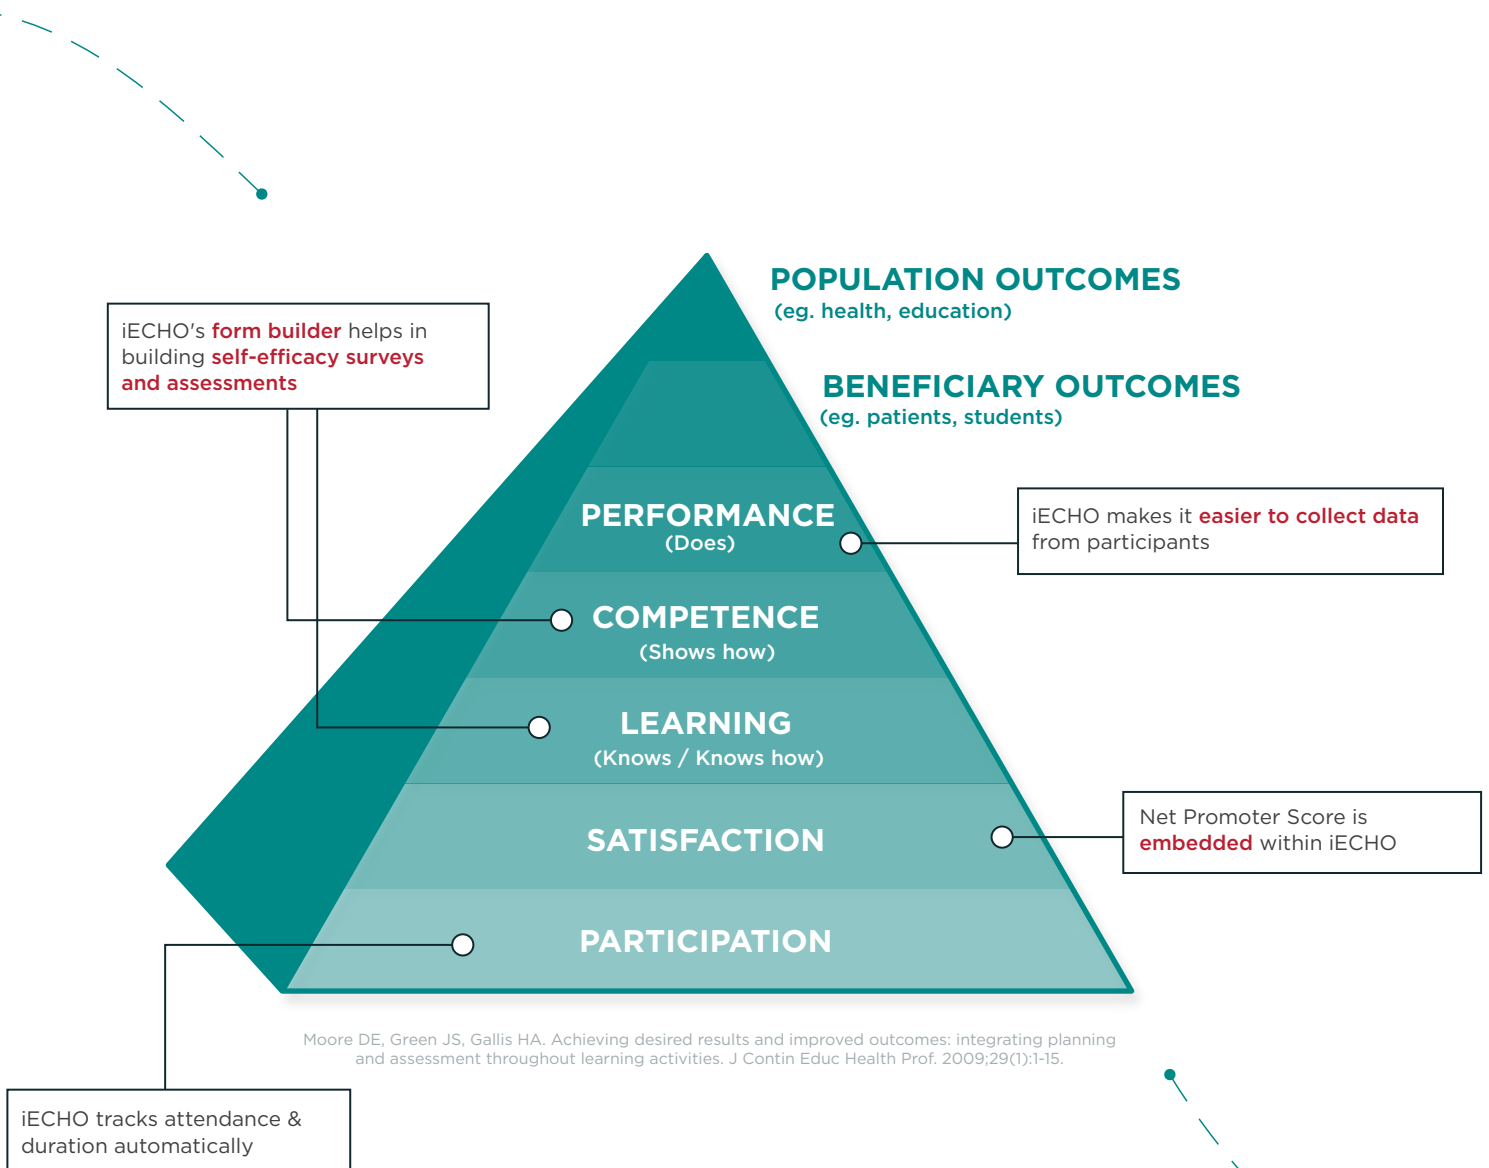 POPULATION OUTCOMES
(eg. health, education)
iECHO's form builder helps in
building self-efficacy surveys
and assessments
BENEFICIARY OUTCOMES
(eg. patients, students)
PERFORMANCE
(Does)
iECHO makes it easier to collect data
from participants
COMPETENCE
(Shows how)
LEARNING
(Knows / Knows how)
SATISFACTION
Net Promoter Score is
embedded within iECHO
PARTICIPATION
Moore DE, Green JS, Gallis HA. Achieving desired results and improved outcomes: integrating planning
and assessment throughout learning activities. J Contin Educ Health Prof. 2009;29(1):1-15.
iECHO tracks attendance &
duration automatically